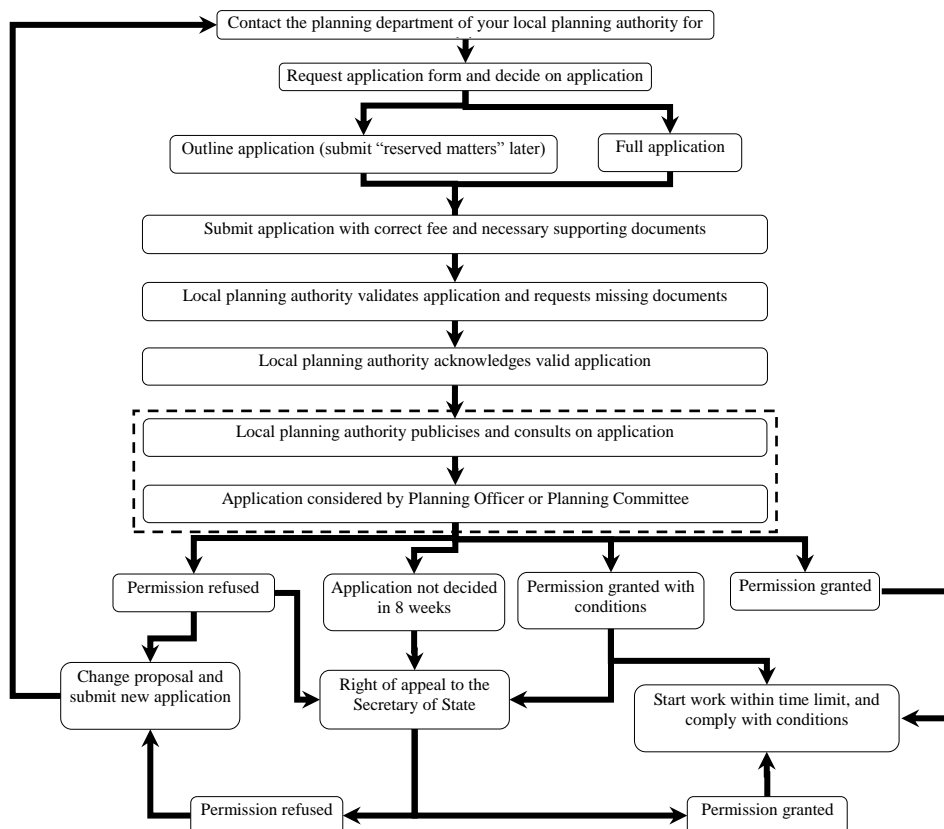 Contact the planning department of your local planning authority for
Request application form and decide on application
Outline application (submit “reserved matters” later)
Full application
Submit application with correct fee and necessary supporting documents
Local planning authority validates application and requests missing documents
Local planning authority acknowledges valid application
Local planning authority publicises and consults on application
Application considered by Planning Officer or Planning Committee
Permission refused
Application not decided
in 8 weeks
Permission granted with
conditions
Permission granted
Change proposal and
submit new application
Right of appeal to the
Secretary of State
Start work within time limit, and
comply with conditions
Permission refused
Permission granted